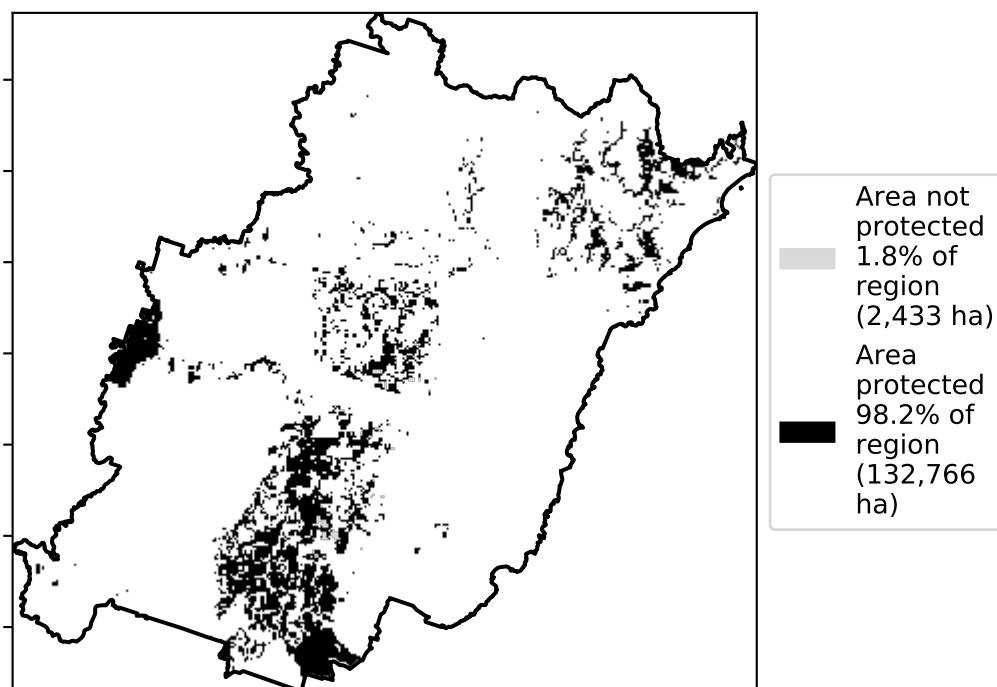 Area not
protected
1.8% of
region
(2,433 ha)
Area
protected
98.2% of
region
(132,766
ha)